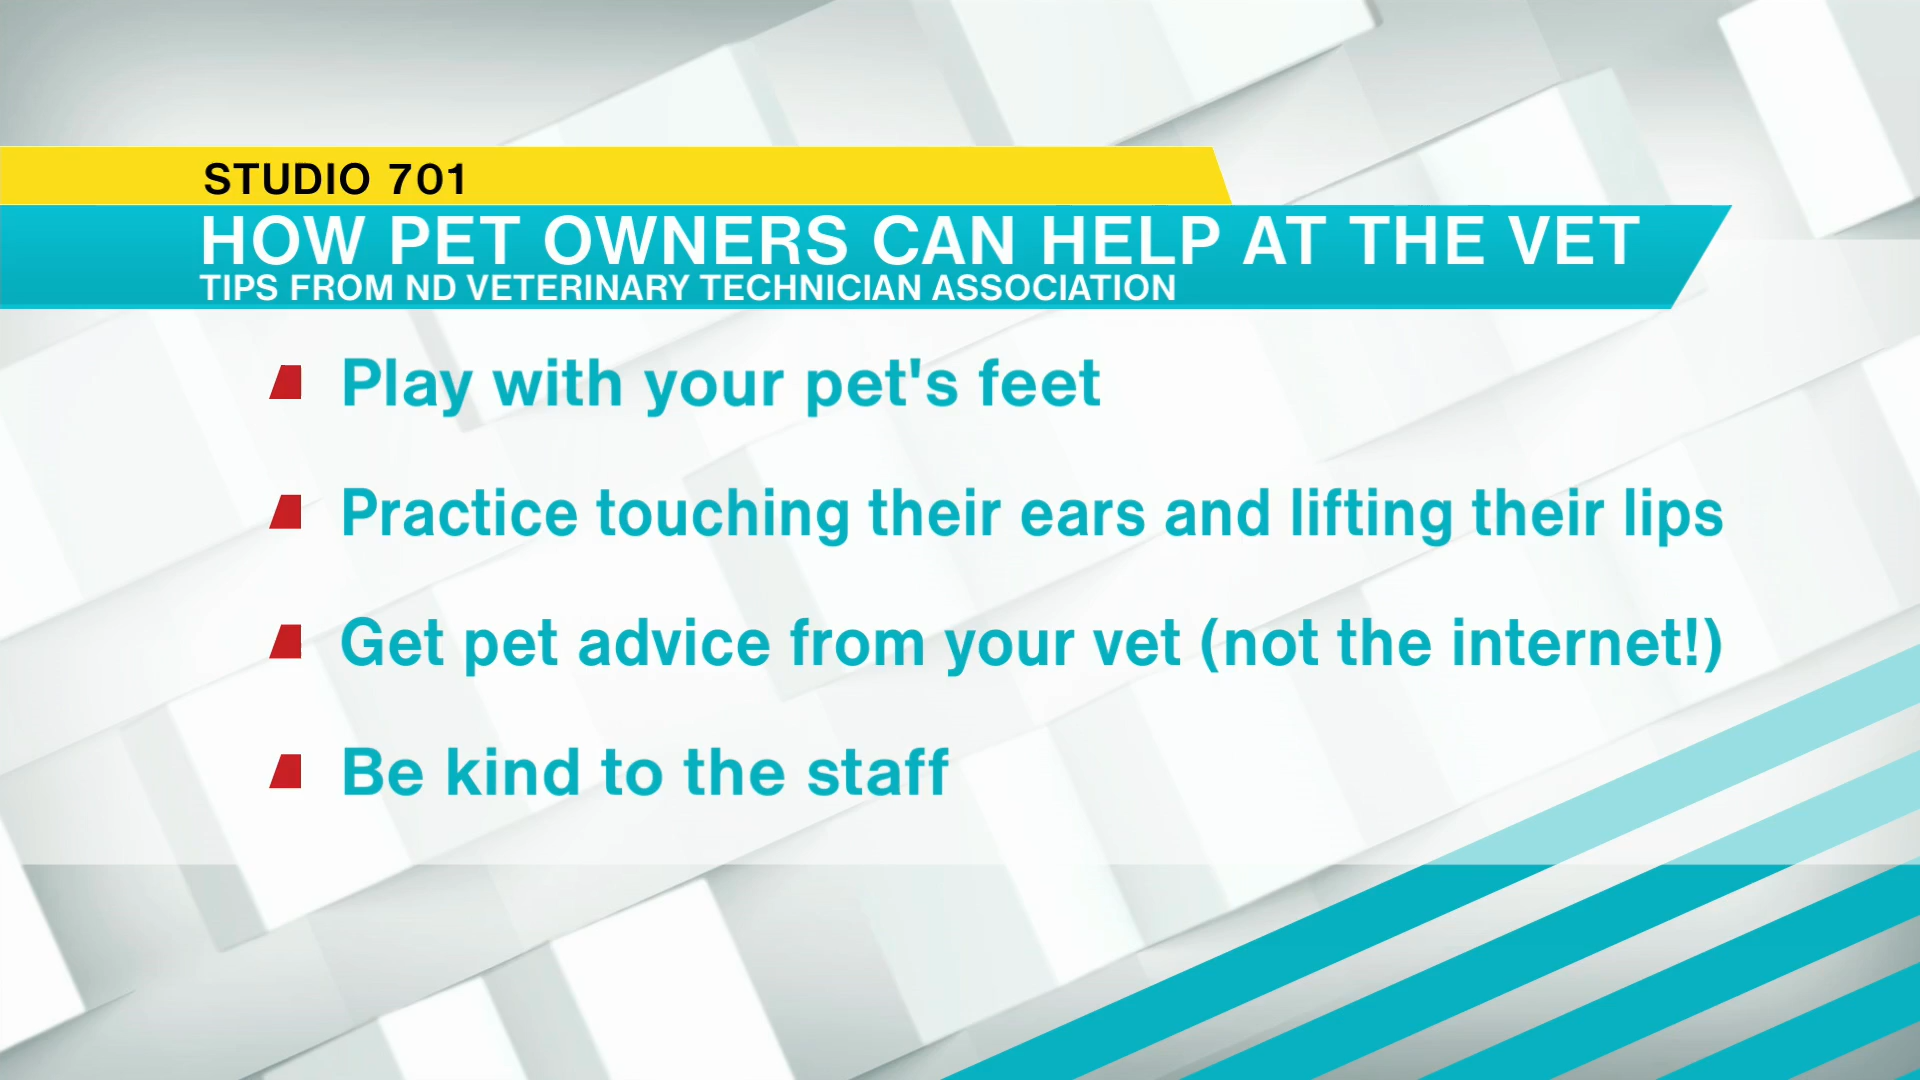 STUDIO 701
HOW PET OWNERS CAN HELP AT THE VET
TIPS FROM ND VETERINARY TECHNICIAN ASSOCIATION
Play with your pet's feet
Practice touching their ears and lifting their lips
Get pet advice from your vet (not the internet!)
Be kind to the staff